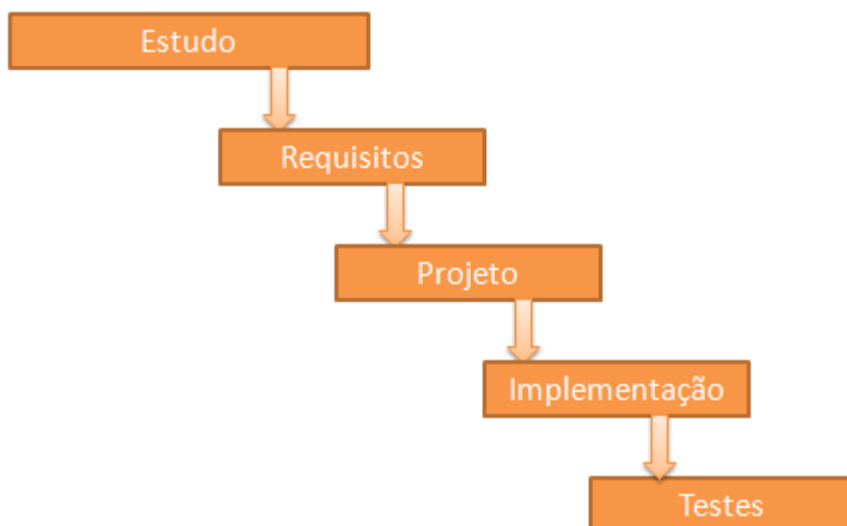 Estudo
Requisitos
Projeto
Implementação
Testes